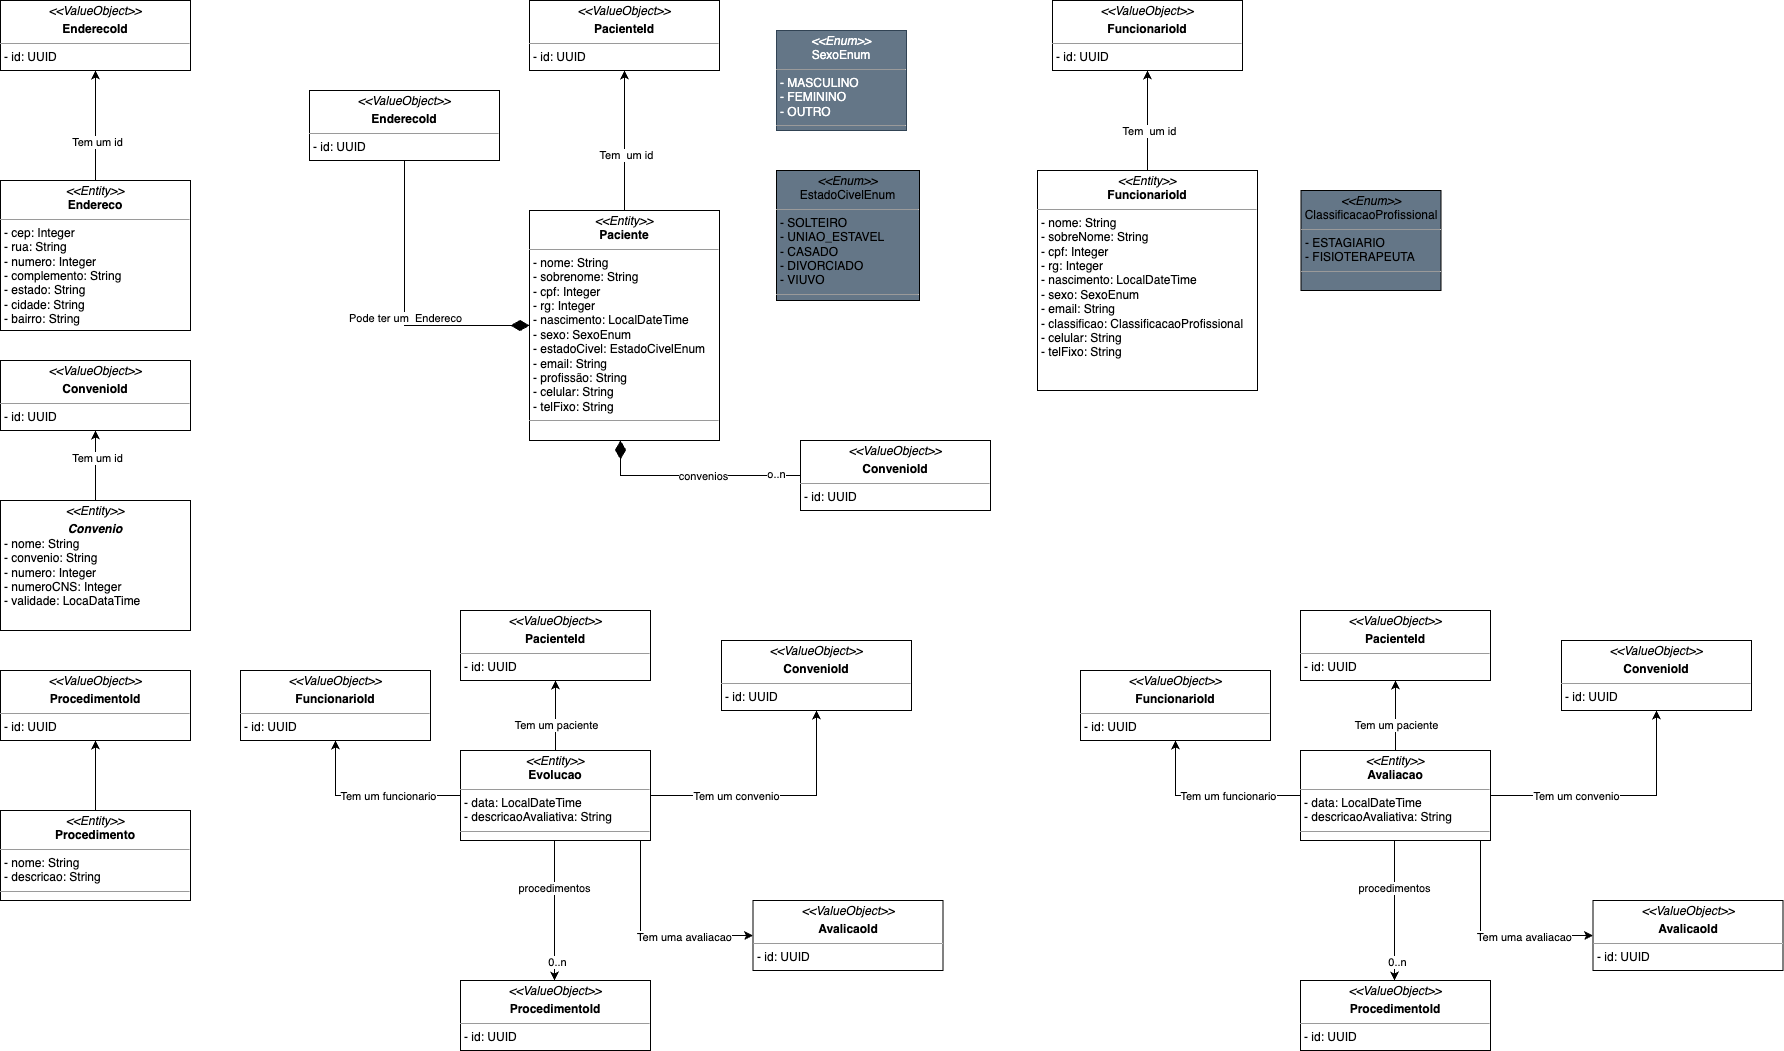 <<ValueObject>>
EnderecoId
- id: UUID
Tem um id
<<Entity>>
Endereco
- cep: Integer
- rua: String
- numero: Integer
- complemento: String
- estado: String
- cidade: String
- bairro: String
<<ValueObject>>
ConvenioId
- id: UUID
Tem um id
<<Entity>>
Convenio
- nome: String
- convenio: String
- numero: Integer
- numeroCNS: Integer
- validade: LocaDataTime
<<ValueObject>>
ProcedimentoId
- id: UUID
<<Entity>>
Procedimento
- nome: String
- descricao: String
<<ValueObject>>
EnderecoId
- id: UUID
Pode ter um Endereco
<<ValueObject>>
PacienteId
- id: UUID
Tem um id
<<Entity>>
Paciente
- nome: String
- sobrenome: String
- cpf: Integer
- rg: Integer
- nascimento: LocalDateTime
- sexo: SexoEnum
- estadoCivel: EstadoCivelEnum
- email: String
- profissão: String
- celular: String
- telFixo: String
convenios
o..n
<<ValueObject>>
ConvenioId
- id: UUID
<<Enum>>
SexoEnum
- MASCULINO
- FEMININO
- OUTRO
<<Enum>>
EstadoCivelEnum
- SOLTEIRO
- UNIAO_ESTAVEL
- CASADO
- DIVORCIADO
- VIUVO
<<ValueObject>>
FuncionarioId
- id: UUID
Tem um id
<<Entity>>
FuncionarioId
- nome: String
- sobreNome: String
- cpf: Integer
- rg: Integer
- nascimento: LocalDateTime
- sexo: SexoEnum
- email: String
- classificao: ClassificacaoProfissional
- celular: String
- telFixo: String
<<Enum>>
ClassificacaoProfissional
- ESTAGIARIO
- FISIOTERAPEUTA
<<ValueObject>>
PacienteId
- id: UUID
<<ValueObject>>
ConvenioId
- id: UUID
<<ValueObject>>
FuncionarioId
- id: UUID
Tem um paciente
<<Entity>>
Evolucao
- data: LocalDateTime
- descricaoAvaliativa: String
Tem um funcionario
Tem um convenio
procedimentos
0..n
Tem uma avaliacao
<<ValueObject>>
AvalicaoId
- id: UUID
<<ValueObject>>
ProcedimentoId
- id: UUID
<<ValueObject>>
PacienteId
- id: UUID
<<ValueObject>>
ConvenioId
- id: UUID
<<ValueObject>>
FuncionarioId
- id: UUID
Tem um paciente
<<Entity>>
Avaliacao
- data: LocalDateTime
- descricaoAvaliativa: String
Tem um funcionario
Tem um convenio
procedimentos
0..n
Tem uma avaliacao
<<ValueObject>>
AvalicaoId
- id: UUID
<<ValueObject>>
ProcedimentoId
- id: UUID